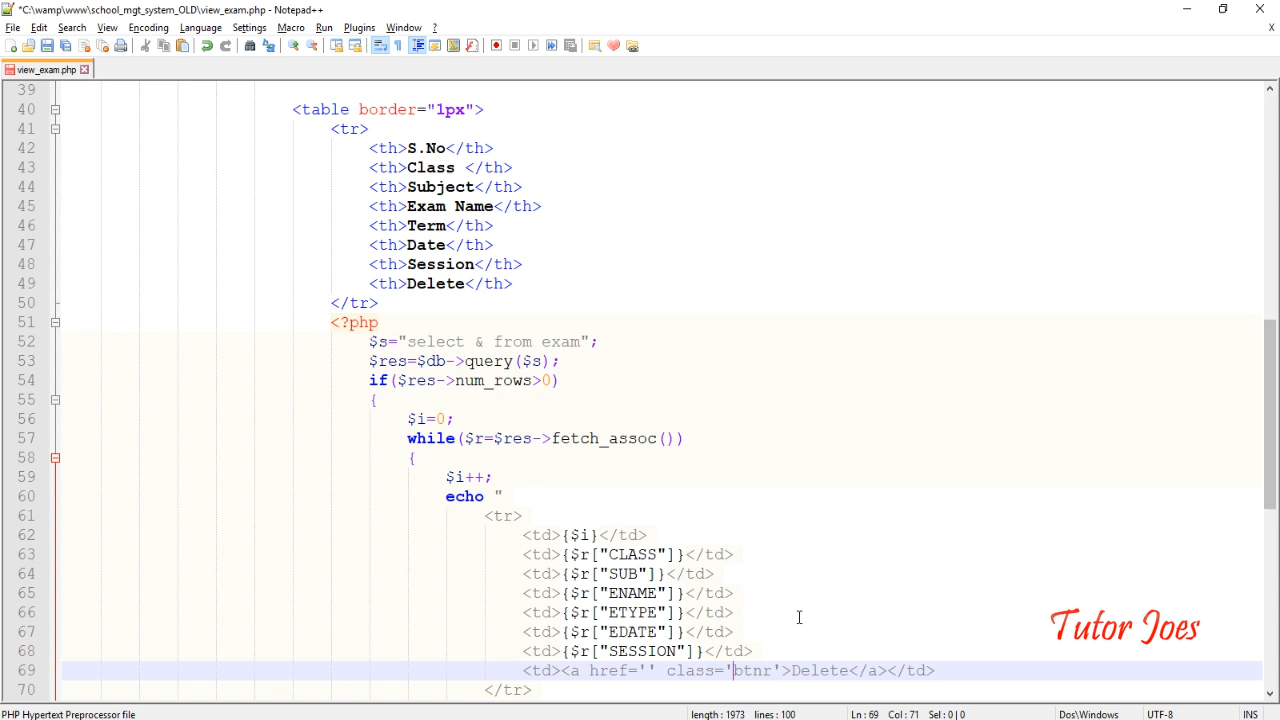 *C:\wamp\www\school_mgt_system_OLD\view_exam.php - Notepad++
File Edit Search View Encoding Language Settings Macro Run Plugins Window ?
X
view_exam.php
39
40 <table border="1px">
41 <tr>
42 <th>S.No</th>
43 <th>Class </th>
44 <th>Subject</th>
45 <th>Exam Name</th>
46 <th>Term</th>
47 <th>Date</th>
48 <th>Session</th>
49 <th>Delete</th>
50 </tr>
51 <?php
52 $s="select & from exam";
53 $res=$db->query($s);
54 if($res->num_rows>0)
55 {
56 $i=0;
57 while($r=$res->fetch_assoc())
58 {
59 $i++;
60 echo "
61 <tr>
62 <td>{$i}</td>
63 <td>{$r["CLASS"]}</td>
64 <td>{$r["SUB"]}</td>
65 <td>{$r["ENAME"]}</td>
66 <td>{$r["ETYPE"]}</td>
67 <td>{$r["EDATE"]}</td>
68 <td>{$r["SESSION"]}</td>
69 <td><a href='' class='btnr'>Delete</a></td>
70 </tr>
Tutor Joes
PHP Hypertext Preprocessor file length : 1973 lines : 100 Ln : 69 Col : 71 Sel : 0 | 0 Dos\Windows UTF-8 INS